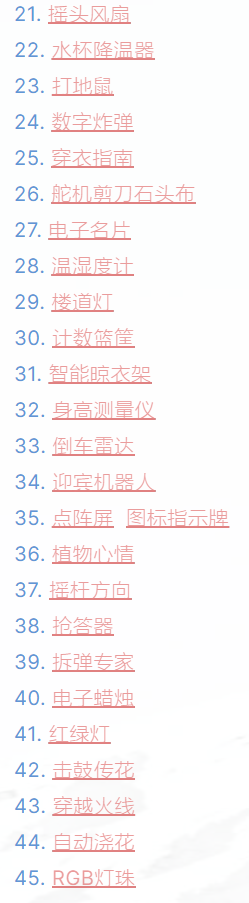 21. 摇头风扇
22. 水杯降温器
23. 打地鼠
24. 数字炸弹
25. 穿衣指南
26. 舵机剪刀石头布
27. 电子名片
28. 温湿度计
29. 楼道灯
30. 计数篮筐
31. 智能晾衣架
32. 身高测量仪
33. 倒车雷达
34. 迎宾机器人
35. 点阵屏 图标指示牌
36. 植物心情
37. 摇杆方向
38. 抢答器
39. 拆弹专家
40. 电子蜡烛
41. 红绿灯
42. 击鼓传花
43. 穿越火线
44. 自动浇花
45. RGB灯珠